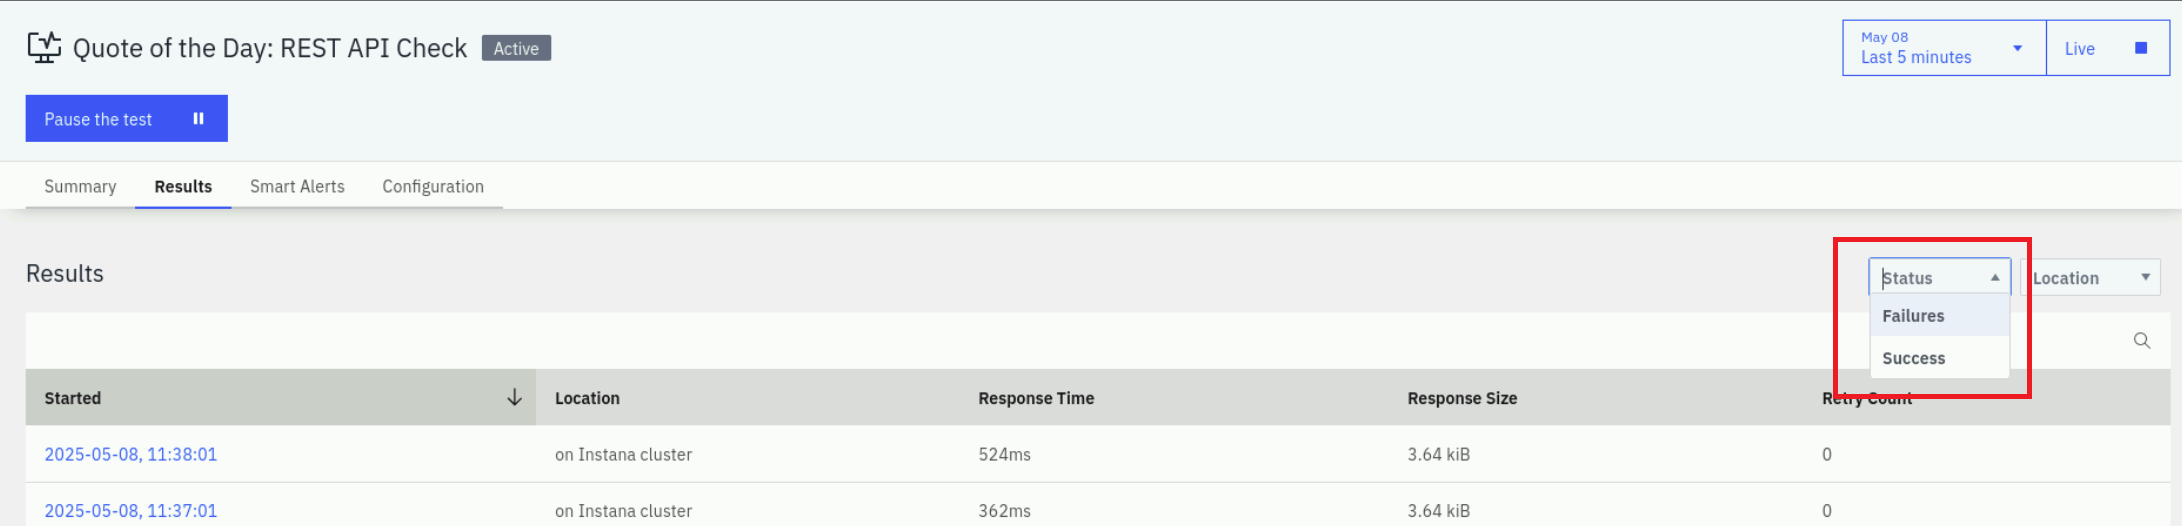 Quote of the Day: REST API Check Active
May 08
Last 5 minutes
Live
Pause the test
Summary Results Smart Alerts Configuration
Results
Status
Location
Failures
Success
Started Location Response Time Response Size Retry Count
2025-05-08, 11:38:01 on Instana cluster 524ms 3.64 kiB 0
2025-05-08, 11:37:01 on Instana cluster 362ms 3.64 kiB 0